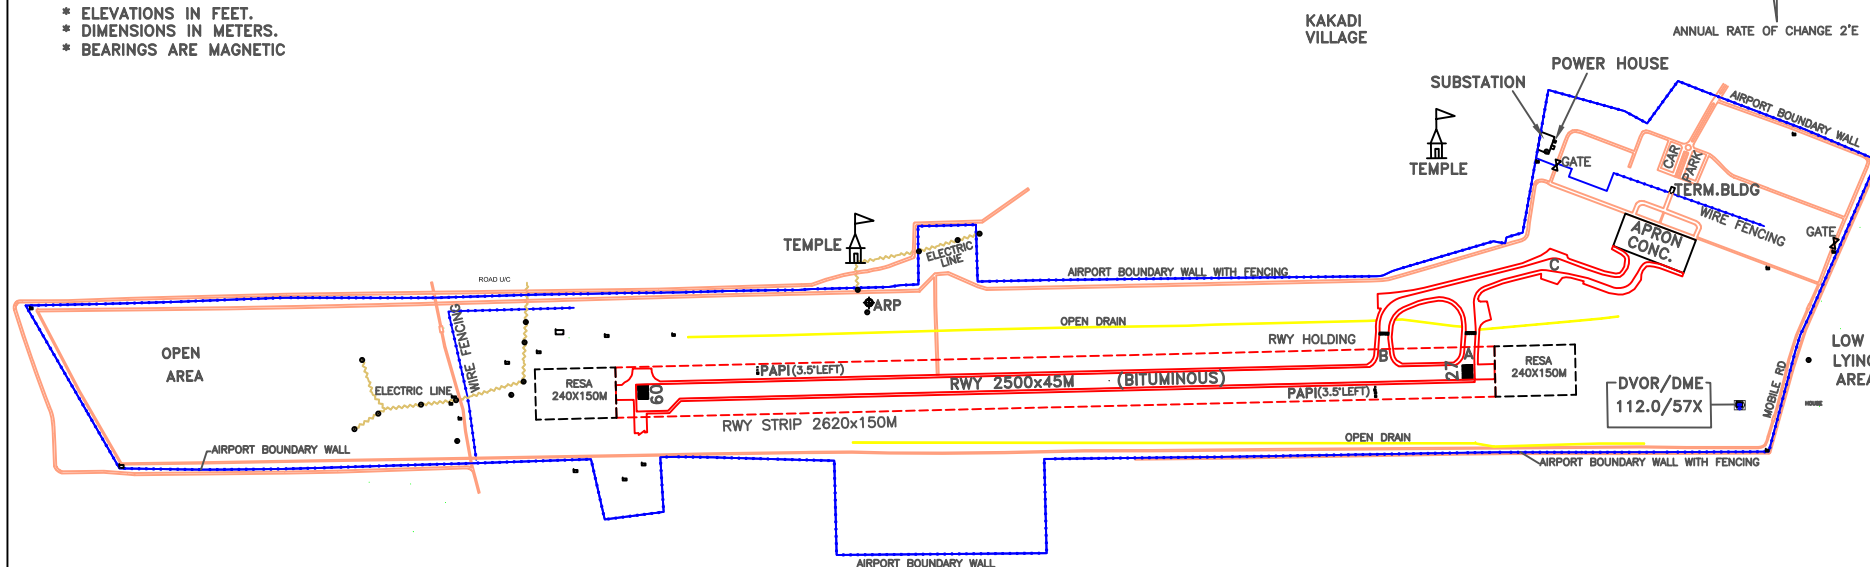 * ELEVATIONS IN FEET.
* DIMENSIONS IN METERS.
* BEARINGS ARE MAGNETIC
KAKADI
VILLAGE
ANNUAL RATE OF CHANGE 2'E
POWER HOUSE
SUBSTATION
AIRPORT BOUNDARY WALL
TEMPLE
GATE
CAR
PARK
TERM.BLDG
WIRE FENCING
APRON
CONC.
GATE
TEMPLE
ELECTRIC
LINE
AIRPORT BOUNDARY WALL WITH FENCING
C
ROAD U/C
ARP
OPEN DRAIN
RWY HOLDING
B
A
WIRE FENCING
OPEN
AREA
ELECTRIC LINE
RESA
240X150M
09
PAPI(3.5°LEFT)
RWY 2500x45M (BITUMINOUS)
27
RESA
240X150M
PAPI(3.5°LEFT)
DVOR/DME
112.0/57X
MOBILE RD
LOW
LYING
AREA
HOUSE
RWY STRIP 2620x150M
OPEN DRAIN
AIRPORT BOUNDARY WALL
AIRPORT BOUNDARY WALL WITH FENCING
AIRPORT BOUNDARY WALL